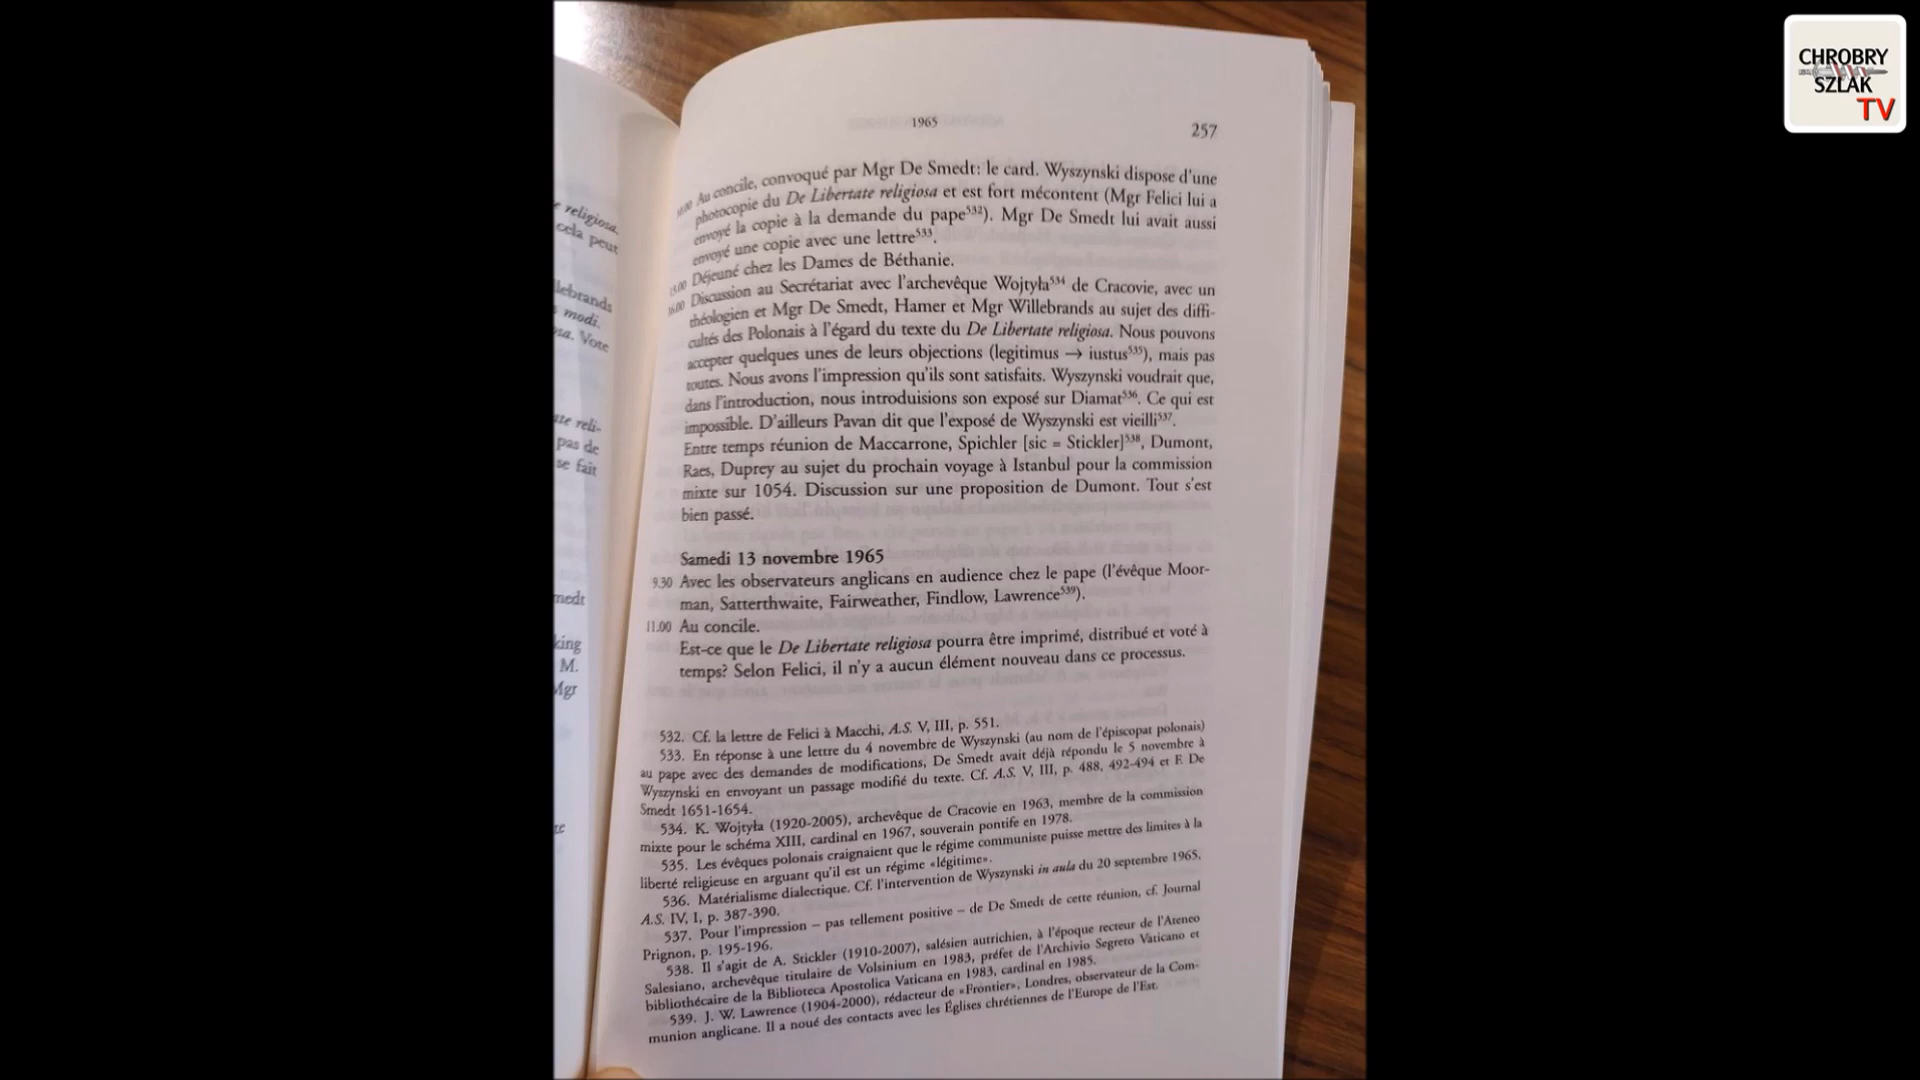 CHROBRY
SZLAK
TV
1965
257
Au concile, convoqué par Mgr De Smedt: le card. Wyszynski dispose d'une
photocopie du De Libertate religiosa et est fort mécontent (Mgr Felici lui a
envoyé la copie à la demande du pape532). Mgr De Smedt lui avait aussi
envoyé une copie avec une lettre533.
Déjeuné chez les Dames de Béthanie.
Discussion au Secrétariat avec l'archevêque Wojtyła534 de Cracovie, avec un
théologien et Mgr De Smedt, Hamer et Mgr Willebrands au sujet des diffi-
cultés des Polonais à l'égard du texte du De Libertate religiosa. Nous pouvons
accepter quelques unes de leurs objections (legitimus → iustus535), mais pas
toutes. Nous avons l'impression qu'ils sont satisfaits. Wyszynski voudrait que,
dans l'introduction, nous introduisions son exposé sur Diamat536. Ce qui est
impossible. D'ailleurs Pavan dit que l'exposé de Wyszynski est vieilli537.
Entre temps réunion de Maccarrone, Spichler [sic = Stickler]538, Dumont,
Raes, Duprey au sujet du prochain voyage à Istanbul pour la commission
mixte sur 1054. Discussion sur une proposition de Dumont. Tout s'est
bien passé.
Samedi 13 novembre 1965
9.30 Avec les observateurs anglicans en audience chez le pape (l'évêque Moor-
man, Satterthwaite, Fairweather, Findlow, Lawrence539).
11.00 Au concile.
Est-ce que le De Libertate religiosa pourra être imprimé, distribué et voté à
temps? Selon Felici, il n'y a aucun élément nouveau dans ce processus.
532. Cf. la lettre de Felici à Macchi, A.S. V, III, p. 551.
533. En réponse à une lettre du 4 novembre de Wyszynski (au nom de l'épiscopat polonais)
au pape avec des demandes de modifications, De Smedt avait déjà répondu le 5 novembre à
Wyszynski en envoyant un passage modifié du texte. Cf. A.S. V, III, p. 488, 492-494 et F. De
Smedt 1651-1654.
534. K. Wojtyła (1920-2005), archevêque de Cracovie en 1963, membre de la commission
mixte pour le schéma XIII, cardinal en 1967, souverain pontife en 1978.
535. Les évêques polonais craignaient que le régime communiste puisse mettre des limites à la
liberté religieuse en arguant qu'il est un régime «légitime».
536. Matérialisme dialectique. Cf. l'intervention de Wyszynski in aula du 20 septembre 1965,
A.S. IV, I, p. 387-390.
537. Pour l'impression – pas tellement positive – de De Smedt de cette réunion, cf. Journal
Prignon, p. 195-196.
538. Il s'agit de A. Stickler (1910-2007), salésien autrichien, à l'époque recteur de l'Ateneo
Salesiano, archevêque titulaire de Volsinium en 1983, préfet de l'Archivio Segreto Vaticano et
bibliothécaire de la Biblioteca Apostolica Vaticana en 1983, cardinal en 1985.
539. J. W. Lawrence (1904-2000), rédacteur de «Frontier», Londres, observateur de la Com-
munion anglicane. Il a noué des contacts avec les Églises chrétiennes de l'Europe de l'Est.
religiosa.
cela peut
modi.
Vote
pas de
se fait
M.
Mgr